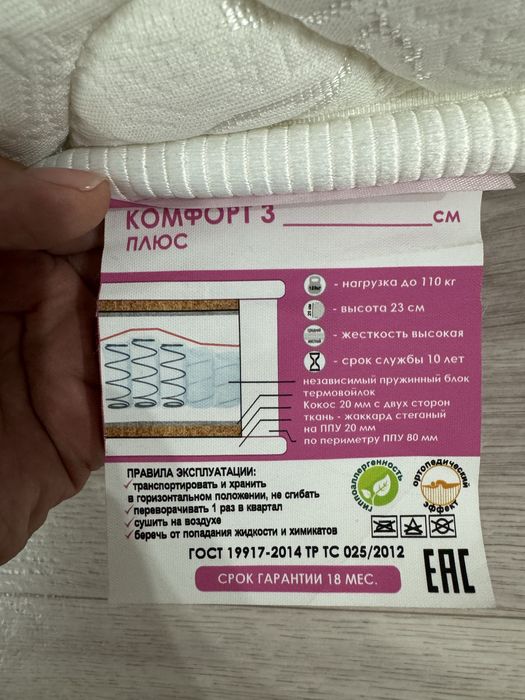 КОМФОРТ 3 ____________ см
ПЛЮС
- нагрузка до 110 кг
- высота 23 см
- жесткость высокая
- срок службы 10 лет
независимый пружинный блок
термовойлок
Кокос 20 мм с двух сторон
ткань - жаккард стеганый
на ППУ 20 мм
по периметру ППУ 80 мм
ПРАВИЛА ЭКСПЛУАТАЦИИ:
✓транспортировать и хранить
в горизонтальном положении, не сгибать
✓переворачивать 1 раз в квартал
✓сушить на воздухе
✓беречь от попадания жидкости и химикатов
гипоаллергенность
ортопедический
эффект
ГОСТ 19917-2014 ТР ТС 025/2012
СРОК ГАРАНТИИ 18 МЕС.
EAC